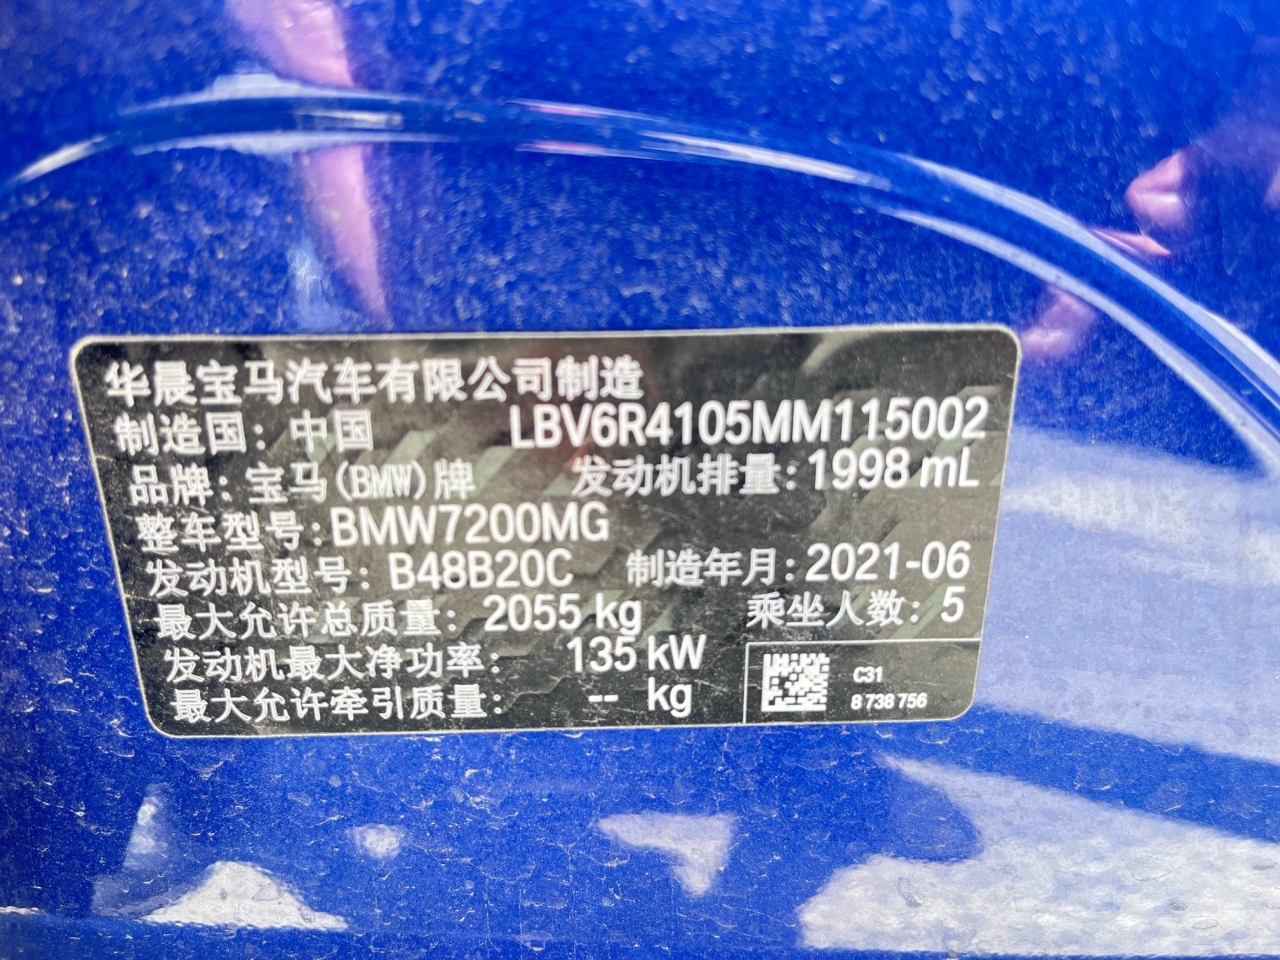 华晨宝马汽车有限公司制造
制造国：中国 LBV6R4105MM115002
品牌：宝马(BMW)牌 发动机排量：1998 mL
整车型号：BMW7200MG
发动机型号：B48B20C 制造年月：2021-06
最大允许总质量：2055 kg 乘坐人数：5
发动机最大净功率：135 kW
最大允许牵引质量：-- kg
C31
8 738 756